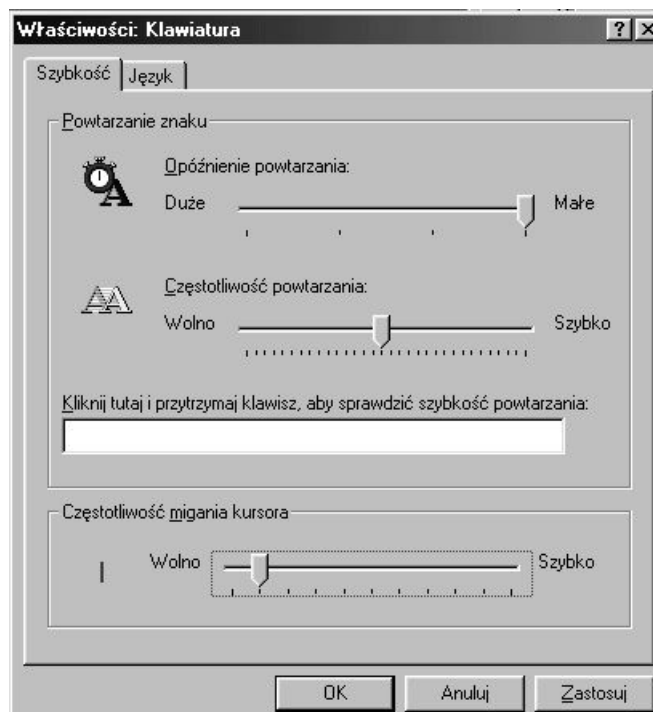 Właściwości: Klawiatura
Szybkość Język
Powtarzanie znaku
Opóźnienie powtarzania:
Duże Małe
Częstotliwość powtarzania:
Wolno Szybko
Kliknij tutaj i przytrzymaj klawisz, aby sprawdzić szybkość powtarzania:
Częstotliwość migania kursora
Wolno Szybko
OK Anuluj Zastosuj